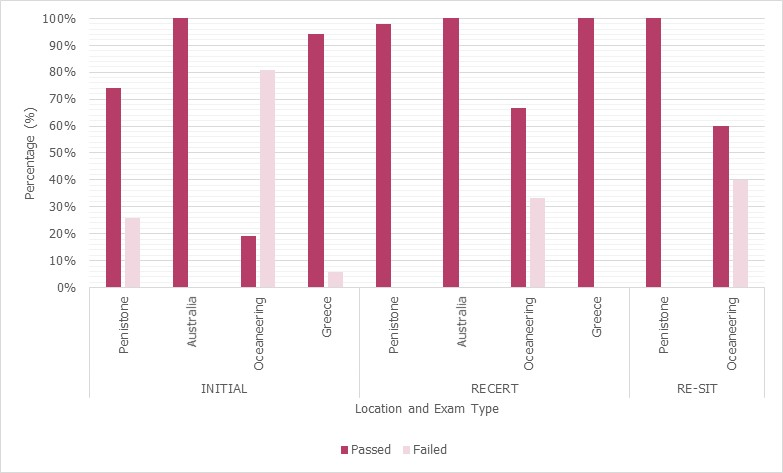 100%
90%
80%
70%
60%
50%
40%
30%
20%
10%
0%
Percentage (%)
Penistone
Australia
Oceaneering
Greece
Penistone
Australia
Oceaneering
Greece
Penistone
Oceaneering
INITIAL
RECERT
RE-SIT
Location and Exam Type
Passed
Failed